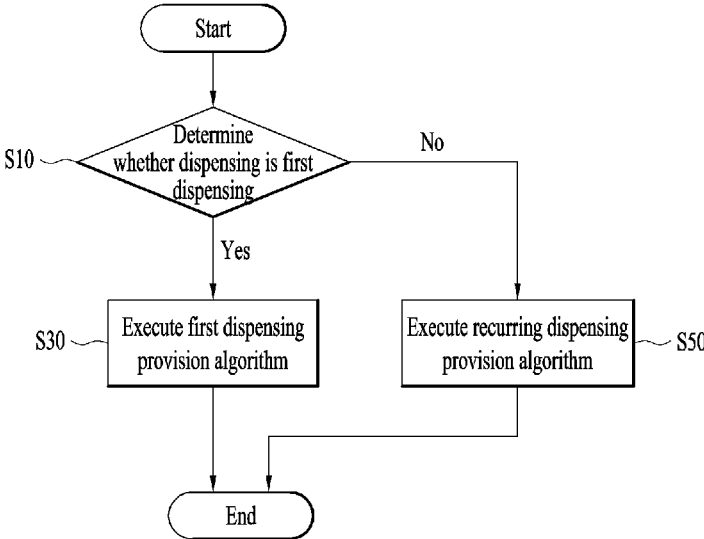 Start
S10
Determine
whether dispensing is first
dispensing
No
Yes
S30
Execute first dispensing
provision algorithm
Execute recurring dispensing
provision algorithm
S50
End